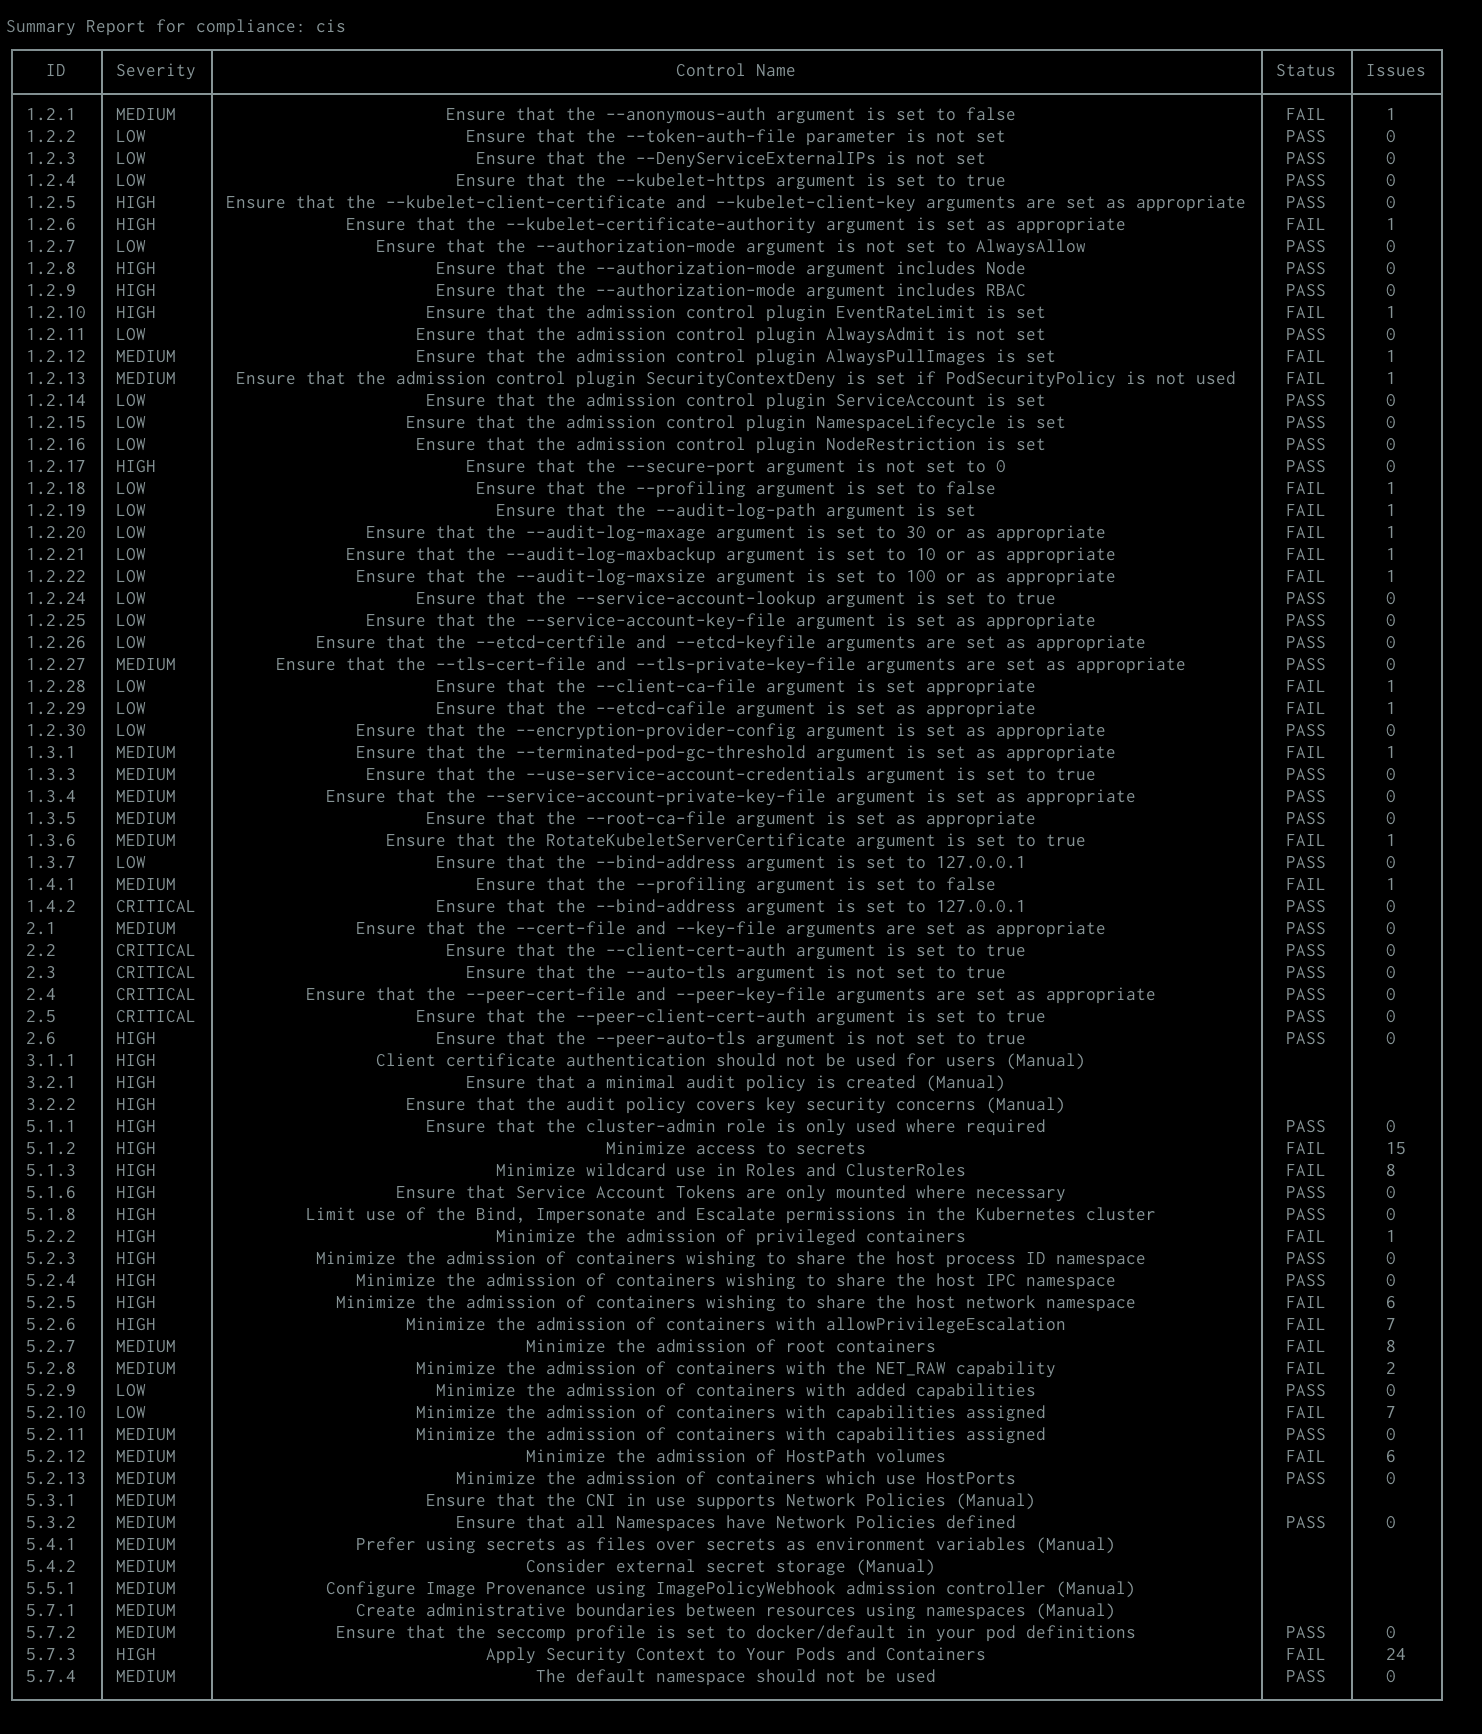 Summary Report for compliance: cis
ID Severity Control Name Status Issues
1.2.1 MEDIUM Ensure that the --anonymous-auth argument is set to false FAIL 1
1.2.2 LOW Ensure that the --token-auth-file parameter is not set PASS 0
1.2.3 LOW Ensure that the --DenyServiceExternalIPs is not set PASS 0
1.2.4 LOW Ensure that the --kubelet-https argument is set to true PASS 0
1.2.5 HIGH Ensure that the --kubelet-client-certificate and --kubelet-client-key arguments are set as appropriate PASS 0
1.2.6 HIGH Ensure that the --kubelet-certificate-authority argument is set as appropriate FAIL 1
1.2.7 LOW Ensure that the --authorization-mode argument is not set to AlwaysAllow PASS 0
1.2.8 HIGH Ensure that the --authorization-mode argument includes Node PASS 0
1.2.9 HIGH Ensure that the --authorization-mode argument includes RBAC PASS 0
1.2.10 HIGH Ensure that the admission control plugin EventRateLimit is set FAIL 1
1.2.11 LOW Ensure that the admission control plugin AlwaysAdmit is not set PASS 0
1.2.12 MEDIUM Ensure that the admission control plugin AlwaysPullImages is set FAIL 1
1.2.13 MEDIUM Ensure that the admission control plugin SecurityContextDeny is set if PodSecurityPolicy is not used FAIL 1
1.2.14 LOW Ensure that the admission control plugin ServiceAccount is set PASS 0
1.2.15 LOW Ensure that the admission control plugin NamespaceLifecycle is set PASS 0
1.2.16 LOW Ensure that the admission control plugin NodeRestriction is set PASS 0
1.2.17 HIGH Ensure that the --secure-port argument is not set to 0 PASS 0
1.2.18 LOW Ensure that the --profiling argument is set to false FAIL 1
1.2.19 LOW Ensure that the --audit-log-path argument is set FAIL 1
1.2.20 LOW Ensure that the --audit-log-maxage argument is set to 30 or as appropriate FAIL 1
1.2.21 LOW Ensure that the --audit-log-maxbackup argument is set to 10 or as appropriate FAIL 1
1.2.22 LOW Ensure that the --audit-log-maxsize argument is set to 100 or as appropriate FAIL 1
1.2.24 LOW Ensure that the --service-account-lookup argument is set to true PASS 0
1.2.25 LOW Ensure that the --service-account-key-file argument is set as appropriate PASS 0
1.2.26 LOW Ensure that the --etcd-certfile and --etcd-keyfile arguments are set as appropriate PASS 0
1.2.27 MEDIUM Ensure that the --tls-cert-file and --tls-private-key-file arguments are set as appropriate PASS 0
1.2.28 LOW Ensure that the --client-ca-file argument is set appropriate FAIL 1
1.2.29 LOW Ensure that the --etcd-cafile argument is set as appropriate FAIL 1
1.2.30 LOW Ensure that the --encryption-provider-config argument is set as appropriate PASS 0
1.3.1 MEDIUM Ensure that the --terminated-pod-gc-threshold argument is set as appropriate FAIL 1
1.3.3 MEDIUM Ensure that the --use-service-account-credentials argument is set to true PASS 0
1.3.4 MEDIUM Ensure that the --service-account-private-key-file argument is set as appropriate PASS 0
1.3.5 MEDIUM Ensure that the --root-ca-file argument is set as appropriate PASS 0
1.3.6 MEDIUM Ensure that the RotateKubeletServerCertificate argument is set to true FAIL 1
1.3.7 LOW Ensure that the --bind-address argument is set to 127.0.0.1 PASS 0
1.4.1 MEDIUM Ensure that the --profiling argument is set to false FAIL 1
1.4.2 CRITICAL Ensure that the --bind-address argument is set to 127.0.0.1 PASS 0
2.1 MEDIUM Ensure that the --cert-file and --key-file arguments are set as appropriate PASS 0
2.2 CRITICAL Ensure that the --client-cert-auth argument is set to true PASS 0
2.3 CRITICAL Ensure that the --auto-tls argument is not set to true PASS 0
2.4 CRITICAL Ensure that the --peer-cert-file and --peer-key-file arguments are set as appropriate PASS 0
2.5 CRITICAL Ensure that the --peer-client-cert-auth argument is set to true PASS 0
2.6 HIGH Ensure that the --peer-auto-tls argument is not set to true PASS 0
3.1.1 HIGH Client certificate authentication should not be used for users (Manual)
3.2.1 HIGH Ensure that a minimal audit policy is created (Manual)
3.2.2 HIGH Ensure that the audit policy covers key security concerns (Manual)
5.1.1 HIGH Ensure that the cluster-admin role is only used where required PASS 0
5.1.2 HIGH Minimize access to secrets FAIL 15
5.1.3 HIGH Minimize wildcard use in Roles and ClusterRoles FAIL 8
5.1.6 HIGH Ensure that Service Account Tokens are only mounted where necessary PASS 0
5.1.8 HIGH Limit use of the Bind, Impersonate and Escalate permissions in the Kubernetes cluster PASS 0
5.2.2 HIGH Minimize the admission of privileged containers FAIL 1
5.2.3 HIGH Minimize the admission of containers wishing to share the host process ID namespace PASS 0
5.2.4 HIGH Minimize the admission of containers wishing to share the host IPC namespace PASS 0
5.2.5 HIGH Minimize the admission of containers wishing to share the host network namespace FAIL 6
5.2.6 HIGH Minimize the admission of containers with allowPrivilegeEscalation FAIL 7
5.2.7 MEDIUM Minimize the admission of root containers FAIL 8
5.2.8 MEDIUM Minimize the admission of containers with the NET_RAW capability FAIL 2
5.2.9 LOW Minimize the admission of containers with added capabilities PASS 0
5.2.10 LOW Minimize the admission of containers with capabilities assigned FAIL 7
5.2.11 MEDIUM Minimize the admission of containers with capabilities assigned PASS 0
5.2.12 MEDIUM Minimize the admission of HostPath volumes FAIL 6
5.2.13 MEDIUM Minimize the admission of containers which use HostPorts PASS 0
5.3.1 MEDIUM Ensure that the CNI in use supports Network Policies (Manual)
5.3.2 MEDIUM Ensure that all Namespaces have Network Policies defined PASS 0
5.4.1 MEDIUM Prefer using secrets as files over secrets as environment variables (Manual)
5.4.2 MEDIUM Consider external secret storage (Manual)
5.5.1 MEDIUM Configure Image Provenance using ImagePolicyWebhook admission controller (Manual)
5.7.1 MEDIUM Create administrative boundaries between resources using namespaces (Manual)
5.7.2 MEDIUM Ensure that the seccomp profile is set to docker/default in your pod definitions PASS 0
5.7.3 HIGH Apply Security Context to Your Pods and Containers FAIL 24
5.7.4 MEDIUM The default namespace should not be used PASS 0